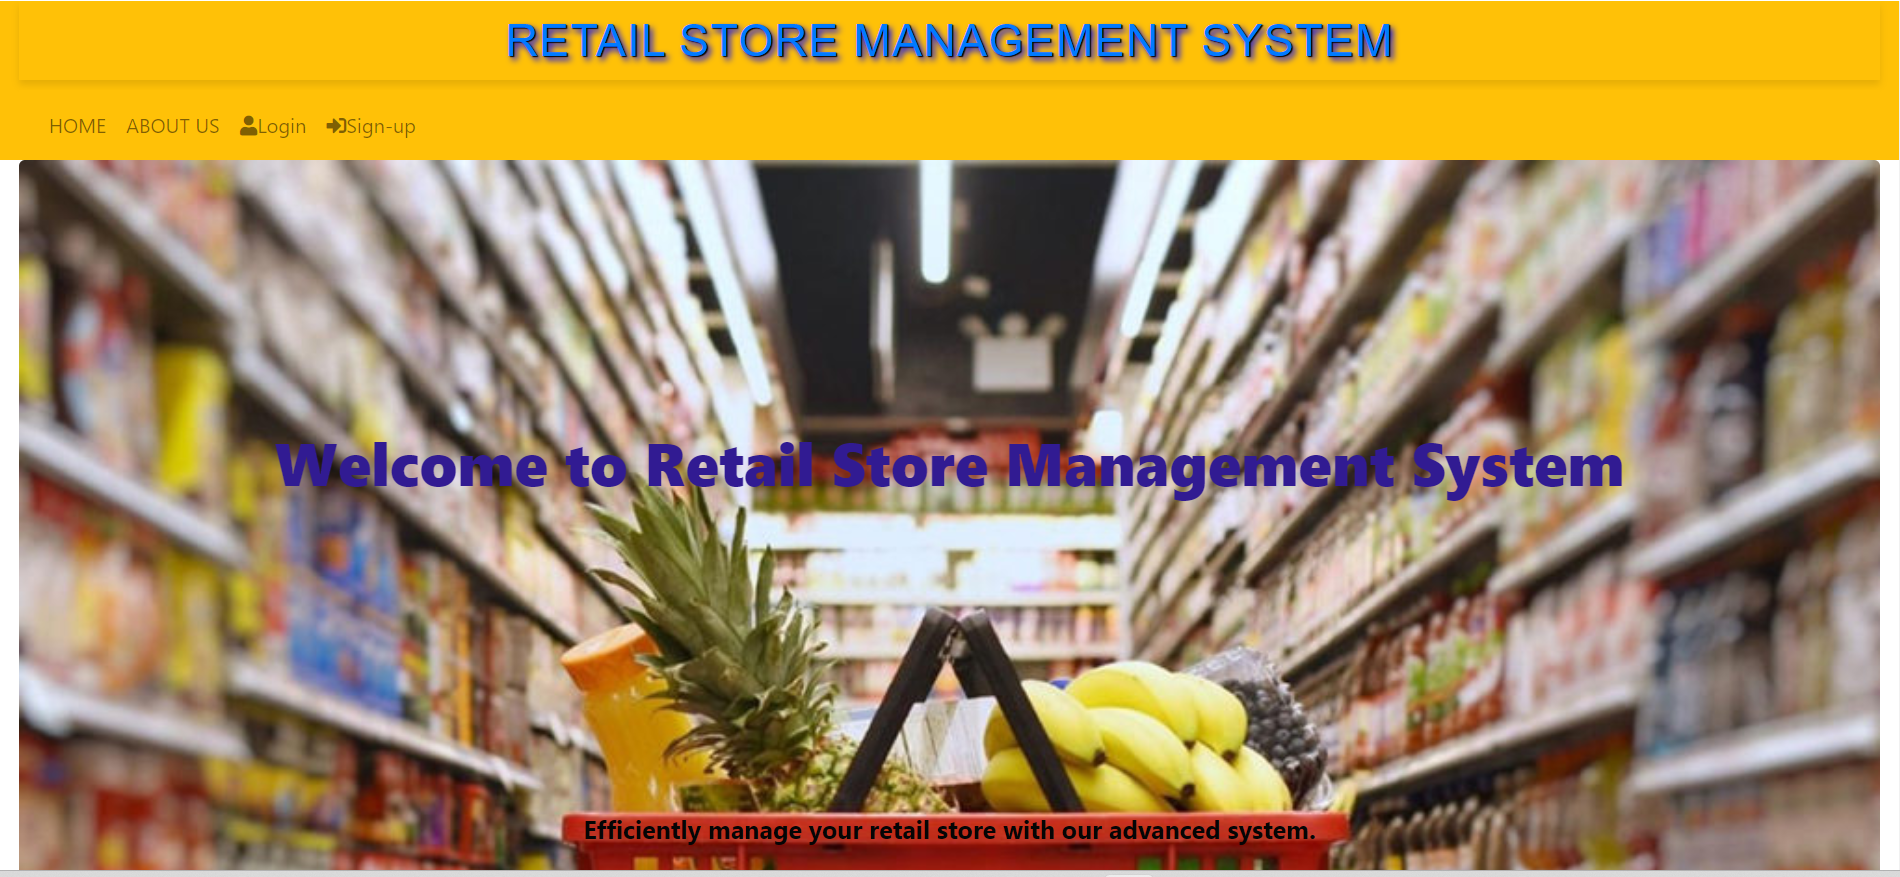 RETAIL STORE MANAGEMENT SYSTEM
HOME ABOUT US Login Sign-up
Welcome to Retail Store Management System
Efficiently manage your retail store with our advanced system.